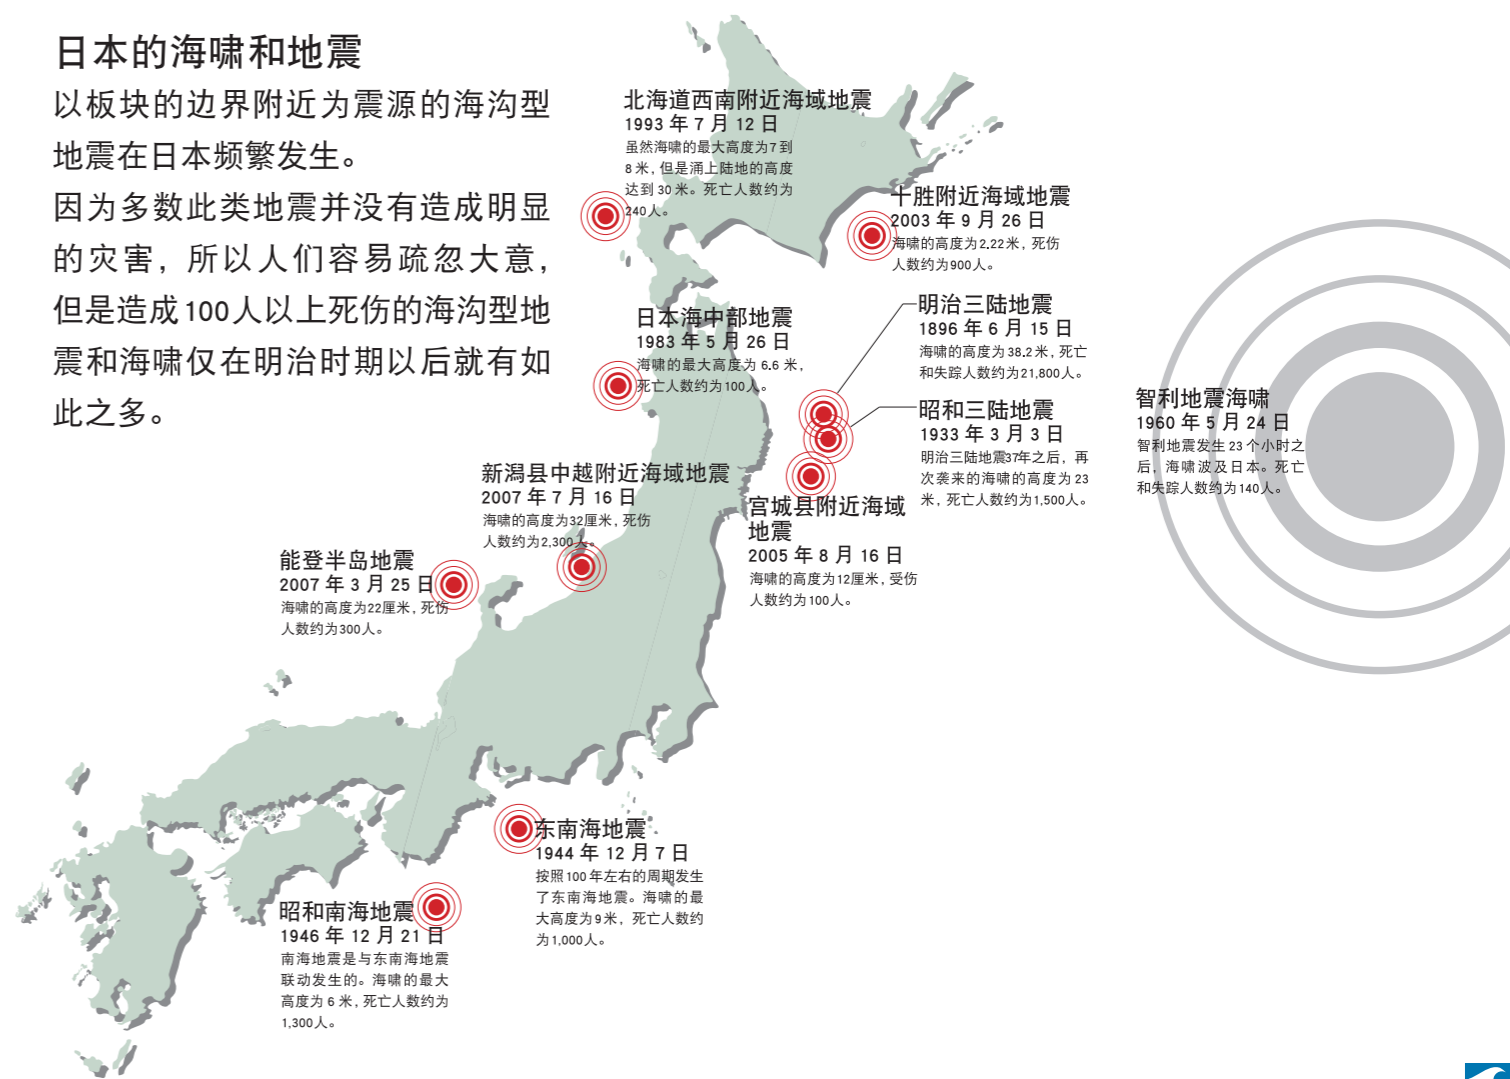 日本的海啸和地震
以板块的边界附近为震源的海沟型
地震在日本频繁发生。
因为多数此类地震并没有造成明显
的灾害，所以人们容易疏忽大意，
但是造成100人以上死伤的海沟型地
震和海啸仅在明治时期以后就有如
此之多。
北海道西南附近海域地震
1993 年 7 月 12 日
虽然海啸的最大高度为7到
8 米，但是涌上陆地的高度
达到 30 米。死亡人数约为
240人。
十胜附近海域地震
2003 年 9 月 26 日
海啸的高度为2.22米，死伤
人数约为900人。
日本海中部地震
1983 年 5 月 26 日
海啸的最大高度为 6.6 米，
死亡人数约为100人。
明治三陆地震
1896 年 6 月 15 日
海啸的高度为 38.2 米，死亡
和失踪人数约为21,800人。
昭和三陆地震
1933 年 3 月 3 日
明治三陆地震37年之后，再
次袭来的海啸的高度为 23
米，死亡人数约为1,500人。
智利地震海啸
1960 年 5 月 24 日
智利地震发生 23 个小时之
后，海啸波及日本。死亡
和失踪人数约为140人。
新潟县中越附近海域地震
2007 年 7 月 16 日
海啸的高度为32厘米，死伤
人数约为2,300人。
宫城县附近海域
地震
2005 年 8 月 16 日
海啸的高度为12厘米，受伤
人数约为100人。
能登半岛地震
2007 年 3 月 25 日
海啸的高度为22厘米，死伤
人数约为300人。
东南海地震
1944 年 12 月 7 日
按照 100 年左右的周期发生
了东南海地震。海啸的最
大高度为9米，死亡人数约
为1,000人。
昭和南海地震
1946 年 12 月 21 日
南海地震是与东南海地震
联动发生的。海啸的最大
高度为 6 米，死亡人数约为
1,300人。